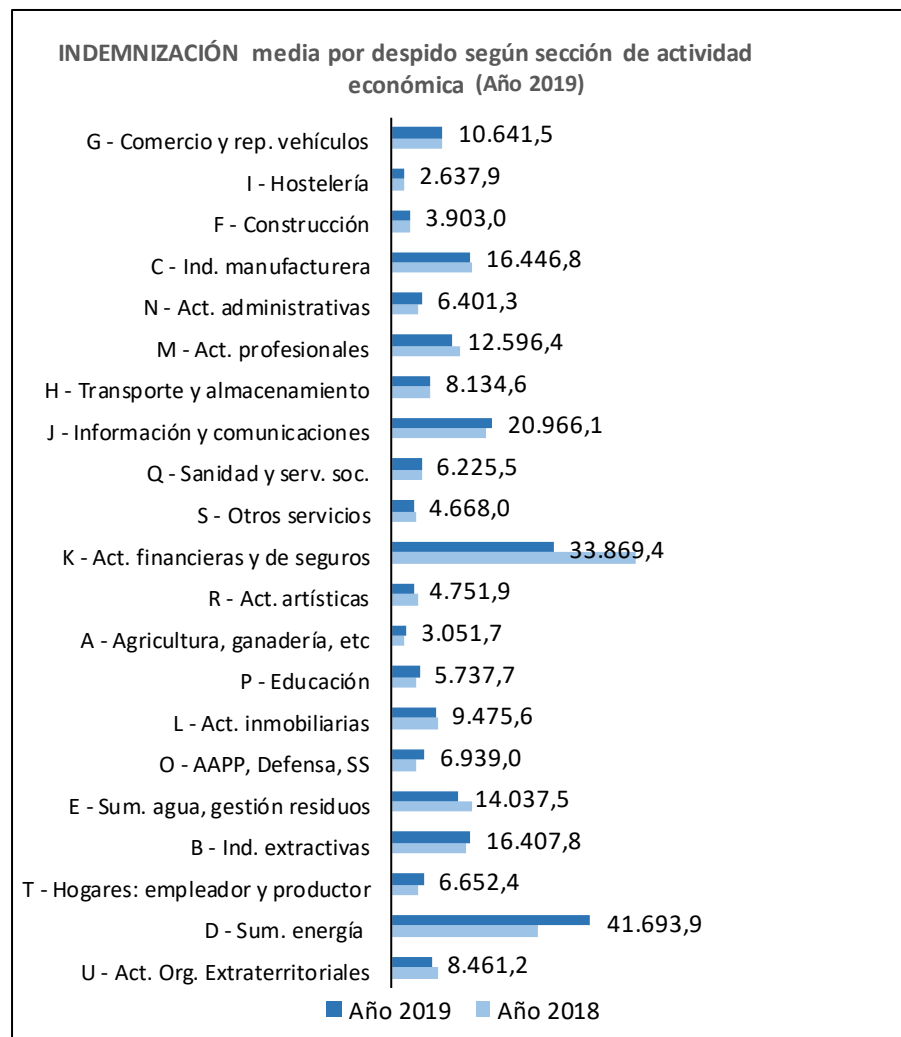 INDEMNIZACIÓN media por despido según sección de actividad
económica (Año 2019)
G - Comercio y rep. vehículos 10.641,5
I - Hostelería 2.637,9
F - Construcción 3.903,0
C - Ind. manufacturera 16.446,8
N - Act. administrativas 6.401,3
M - Act. profesionales 12.596,4
H - Transporte y almacenamiento 8.134,6
J - Información y comunicaciones 20.966,1
Q - Sanidad y serv. soc. 6.225,5
S - Otros servicios 4.668,0
K - Act. financieras y de seguros 33.869,4
R - Act. artísticas 4.751,9
A - Agricultura, ganadería, etc 3.051,7
P - Educación 5.737,7
L - Act. inmobiliarias 9.475,6
O - AAPP, Defensa, SS 6.939,0
E - Sum. agua, gestión residuos 14.037,5
B - Ind. extractivas 16.407,8
T - Hogares: empleador y productor 6.652,4
D - Sum. energía 41.693,9
U - Act. Org. Extraterritoriales 8.461,2
Año 2019 Año 2018